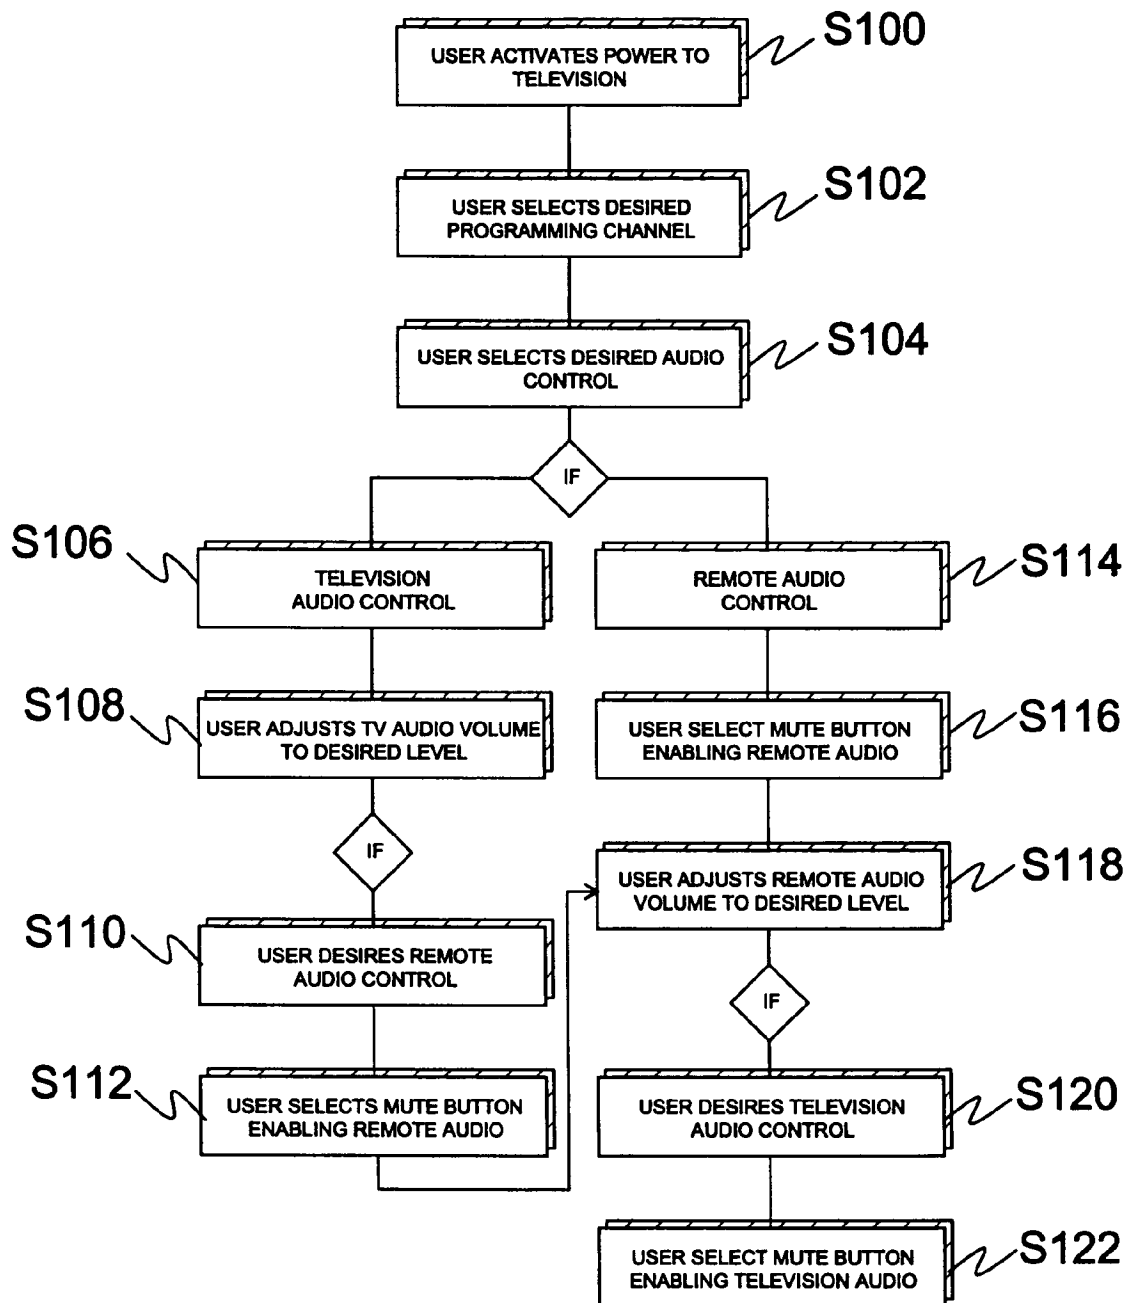 S100
USER ACTIVATES POWER TO
TELEVISION
S102
USER SELECTS DESIRED
PROGRAMMING CHANNEL
S104
USER SELECTS DESIRED AUDIO
CONTROL
IF
S106
TELEVISION
AUDIO CONTROL
S108
USER ADJUSTS TV AUDIO VOLUME
TO DESIRED LEVEL
IF
S110
USER DESIRES REMOTE
AUDIO CONTROL
S112
USER SELECTS MUTE BUTTON
ENABLING REMOTE AUDIO
S114
REMOTE AUDIO
CONTROL
S116
USER SELECT MUTE BUTTON
ENABLING REMOTE AUDIO
S118
USER ADJUSTS REMOTE AUDIO
VOLUME TO DESIRED LEVEL
IF
S120
USER DESIRES TELEVISION
AUDIO CONTROL
S122
USER SELECT MUTE BUTTON
ENABLING TELEVISION AUDIO